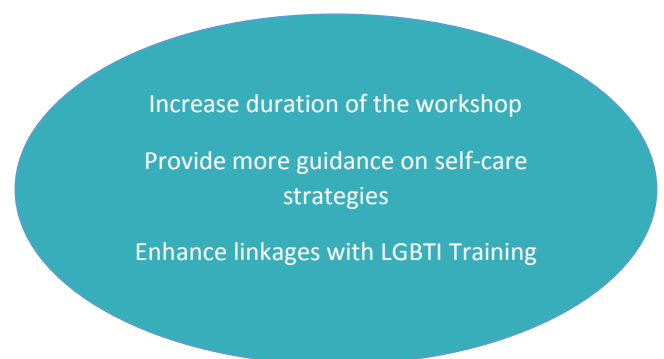 Increase duration of the workshop
Provide more guidance on self-care
strategies
Enhance linkages with LGBTI Training